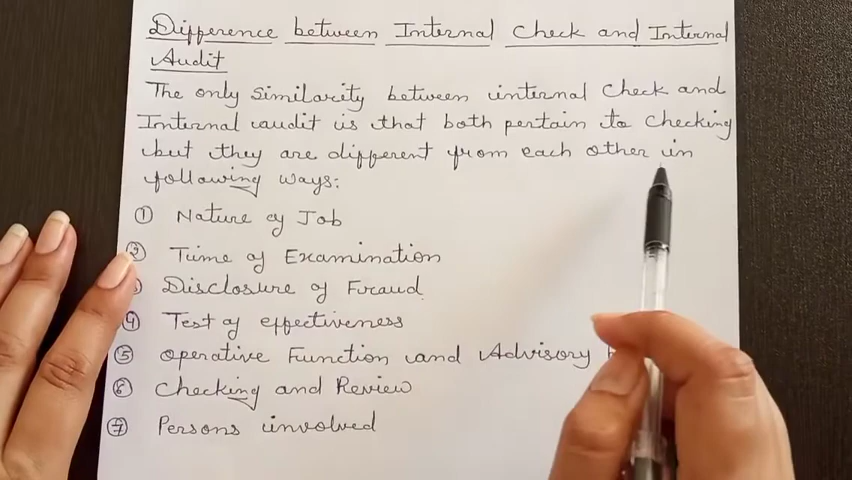 Difference between Internal Check and Internal
Audit
The only similarity between internal check and
Internal audit is that both pertain to checking
but they are different from each other in
following ways:
① Nature of Job
② Time of Examination
Disclosure of Fraud
④ Test of effectiveness
⑤ Operative Function and Advisory
⑥ Checking and Review
⑦ Persons involved